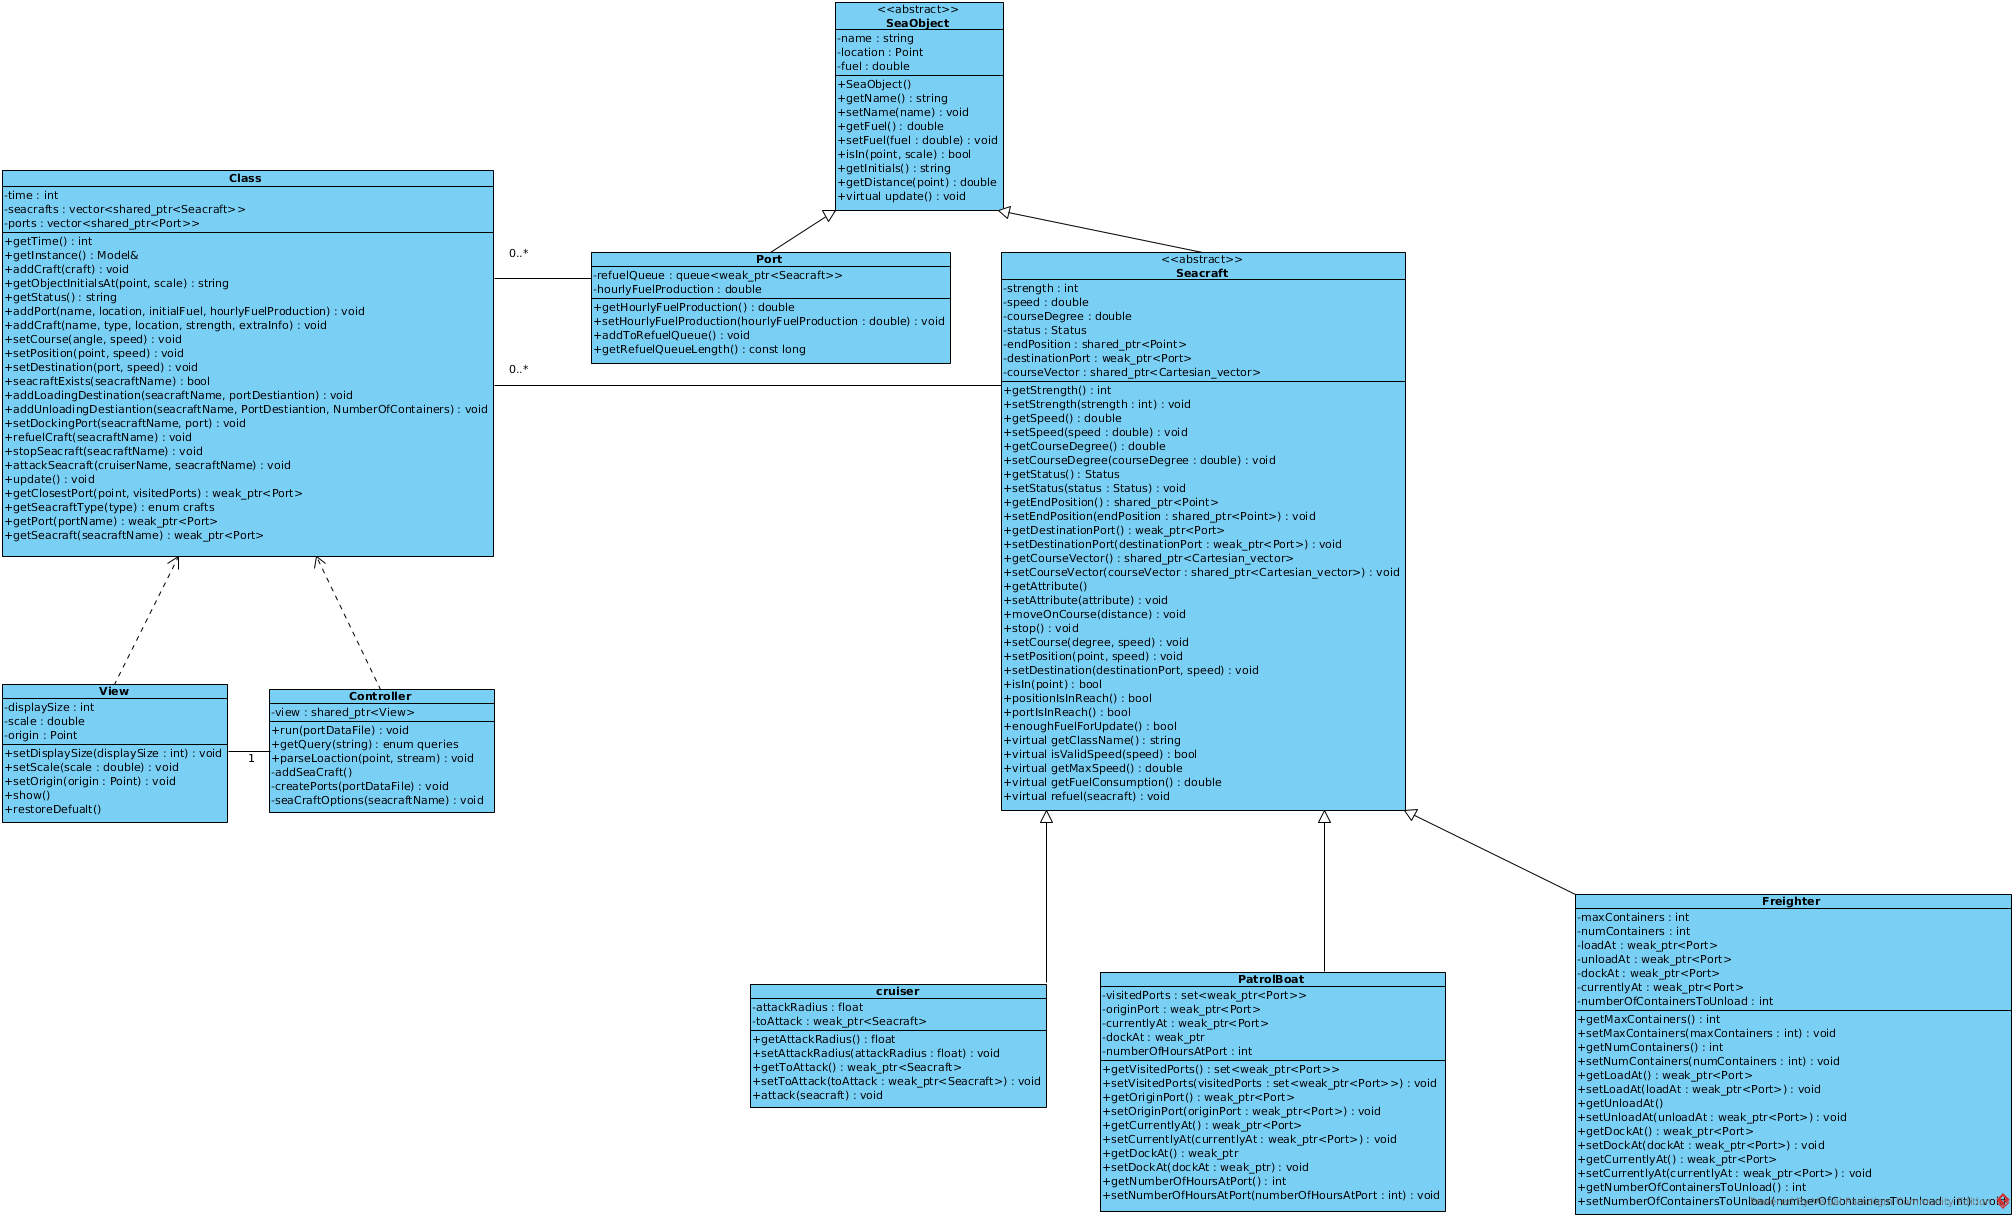 <<abstract>>
SeaObject
-name : string
-location : Point
-fuel : double
+SeaObject()
+getName() : string
+setName(name) : void
+getFuel() : double
+setFuel(fuel : double) : void
+isIn(point, scale) : bool
+getInitials() : string
+getDistance(point) : double
+virtual update() : void
Class
-time : int
-seacrafts : vector<shared_ptr<Seacraft>>
-ports : vector<shared_ptr<Port>>
+getTime() : int
+getInstance() : Model&
+addCraft(craft) : void
+getObjectInitialsAt(point, scale) : string
+getStatus() : string
+addPort(name, location, initialFuel, hourlyFuelProduction) : void
+addCraft(name, type, location, strength, extraInfo) : void
+setCourse(angle, speed) : void
+setPosition(point, speed) : void
+setDestination(port, speed) : void
+seacraftExists(seacraftName) : bool
+addLoadingDestination(seacraftName, portDestiantion) : void
+addUnloadingDestiantion(seacraftName, PortDestiantion, NumberOfContainers) : void
+setDockingPort(seacraftName, port) : void
+refuelCraft(seacraftName) : void
+stopSeacraft(seacraftName) : void
+attackSeacraft(cruiserName, seacraftName) : void
+update() : void
+getClosestPort(point, visitedPorts) : weak_ptr<Port>
+getSeacraftType(type) : enum crafts
+getPort(portName) : weak_ptr<Port>
+getSeacraft(seacraftName) : weak_ptr<Port>
0..*
0..*
Port
-refuelQueue : queue<weak_ptr<Seacraft>>
-hourlyFuelProduction : double
+getHourlyFuelProduction() : double
+setHourlyFuelProduction(hourlyFuelProduction : double) : void
+addToRefuelQueue() : void
+getRefuelQueueLength() : const long
<<abstract>>
Seacraft
-strength : int
-speed : double
-courseDegree : double
-status : Status
-endPosition : shared_ptr<Point>
-destinationPort : weak_ptr<Port>
-courseVector : shared_ptr<Cartesian_vector>
+getStrength() : int
+setStrength(strength : int) : void
+getSpeed() : double
+setSpeed(speed : double) : void
+getCourseDegree() : double
+setCourseDegree(courseDegree : double) : void
+getStatus() : Status
+setStatus(status : Status) : void
+getEndPosition() : shared_ptr<Point>
+setEndPosition(endPosition : shared_ptr<Point>) : void
+getDestinationPort() : weak_ptr<Port>
+setDestinationPort(destinationPort : weak_ptr<Port>) : void
+getCourseVector() : shared_ptr<Cartesian_vector>
+setCourseVector(courseVector : shared_ptr<Cartesian_vector>) : void
+getAttribute()
+setAttribute(attribute) : void
+moveOnCourse(distance) : void
+stop() : void
+setCourse(degree, speed) : void
+setPosition(point, speed) : void
+setDestination(destinationPort, speed) : void
+isIn(point) : bool
+positionIsInReach() : bool
+portIsInReach() : bool
+enoughFuelForUpdate() : bool
+virtual getClassName() : string
+virtual isValidSpeed(speed) : bool
+virtual getMaxSpeed() : double
+virtual getFuelConsumption() : double
+virtual refuel(seacraft) : void
View
-displaySize : int
-scale : double
-origin : Point
+setDisplaySize(displaySize : int) : void
+setScale(scale : double) : void
+setOrigin(origin : Point) : void
+show()
+restoreDefualt()
1
Controller
-view : shared_ptr<View>
+run(portDataFile) : void
+getQuery(string) : enum queries
+parseLoaction(point, stream) : void
-addSeaCraft()
-createPorts(portDataFile) : void
-seaCraftOptions(seacraftName) : void
cruiser
-attackRadius : float
-toAttack : weak_ptr<Seacraft>
+getAttackRadius() : float
+setAttackRadius(attackRadius : float) : void
+getToAttack() : weak_ptr<Seacraft>
+setToAttack(toAttack : weak_ptr<Seacraft>) : void
+attack(seacraft) : void
PatrolBoat
-visitedPorts : set<weak_ptr<Port>>
-originPort : weak_ptr<Port>
-currentlyAt : weak_ptr<Port>
-dockAt : weak_ptr
-numberOfHoursAtPort : int
+getVisitedPorts() : set<weak_ptr<Port>>
+setVisitedPorts(visitedPorts : set<weak_ptr<Port>>) : void
+getOriginPort() : weak_ptr<Port>
+setOriginPort(originPort : weak_ptr<Port>) : void
+getCurrentlyAt() : weak_ptr<Port>
+setCurrentlyAt(currentlyAt : weak_ptr<Port>) : void
+getDockAt() : weak_ptr
+setDockAt(dockAt : weak_ptr) : void
+getNumberOfHoursAtPort() : int
+setNumberOfHoursAtPort(numberOfHoursAtPort : int) : void
Freighter
-maxContainers : int
-numContainers : int
-loadAt : weak_ptr<Port>
-unloadAt : weak_ptr<Port>
-dockAt : weak_ptr<Port>
-currentlyAt : weak_ptr<Port>
-numberOfContainersToUnload : int
+getMaxContainers() : int
+setMaxContainers(maxContainers : int) : void
+getNumContainers() : int
+setNumContainers(numContainers : int) : void
+getLoadAt() : weak_ptr<Port>
+setLoadAt(loadAt : weak_ptr<Port>) : void
+getUnloadAt()
+setUnloadAt(unloadAt : weak_ptr<Port>) : void
+getDockAt() : weak_ptr<Port>
+setDockAt(dockAt : weak_ptr<Port>) : void
+getCurrentlyAt() : weak_ptr<Port>
+setCurrentlyAt(currentlyAt : weak_ptr<Port>) : void
+getNumberOfContainersToUnload() : int
+setNumberOfContainersToUnload(numberOfContainersToUnload : int) : void